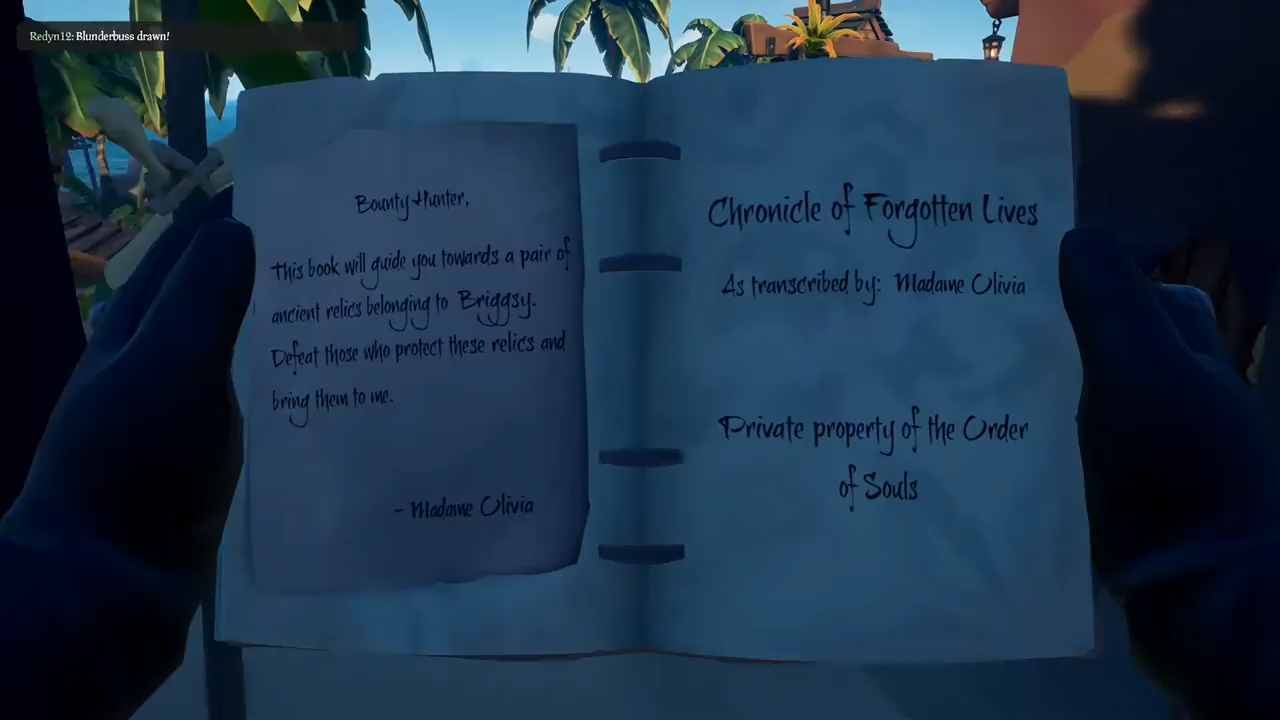 Redyn12: Blunderbuss drawn!
Bounty Hunter,
This book will guide you towards a pair of
ancient relics belonging to Briggsy.
Defeat those who protect these relics and
bring them to me.
- Madame Olivia
Chronicle of Forgotten Lives
As transcribed by: Madame Olivia
Private property of the Order
of Souls